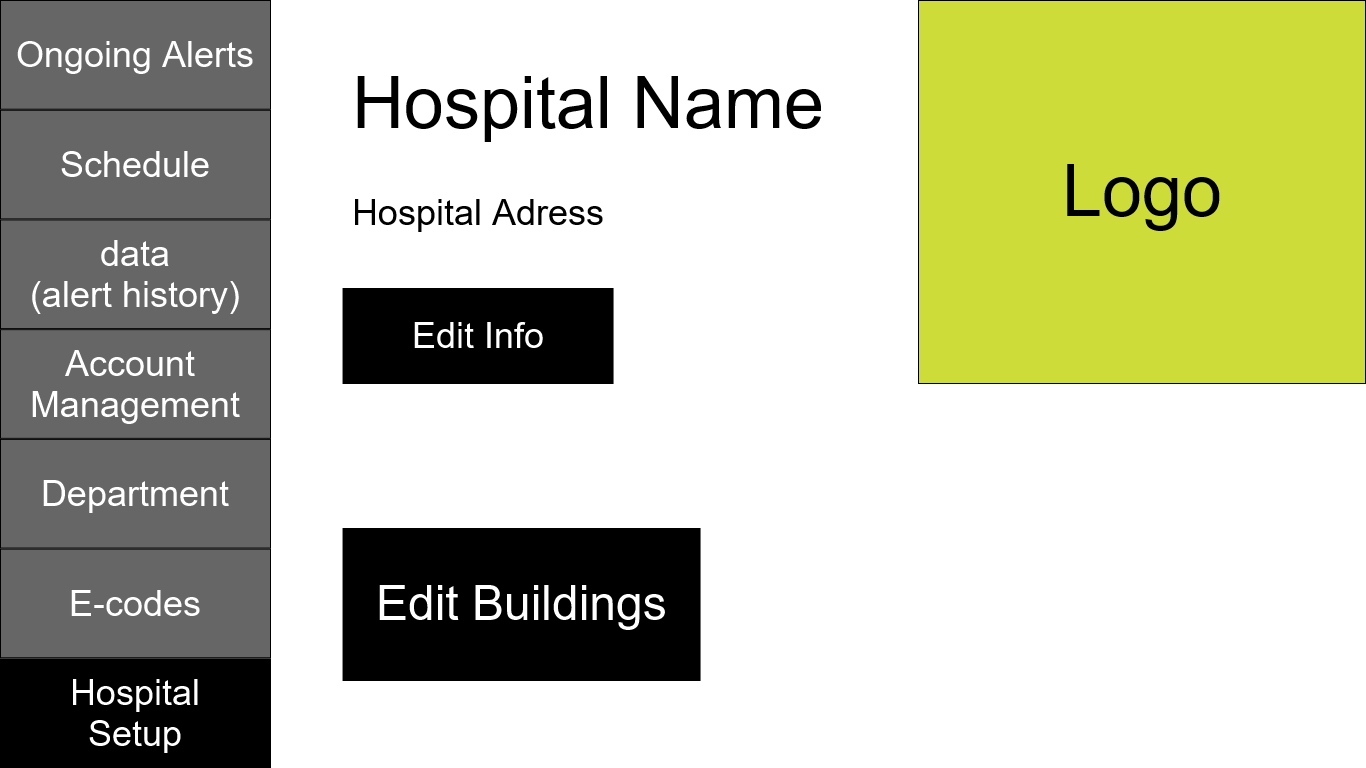 Ongoing Alerts
Schedule
data
(alert history)
Account
Management
Department
E-codes
Hospital
Setup
Hospital Name
Hospital Adress
Edit Info
Edit Buildings
Logo